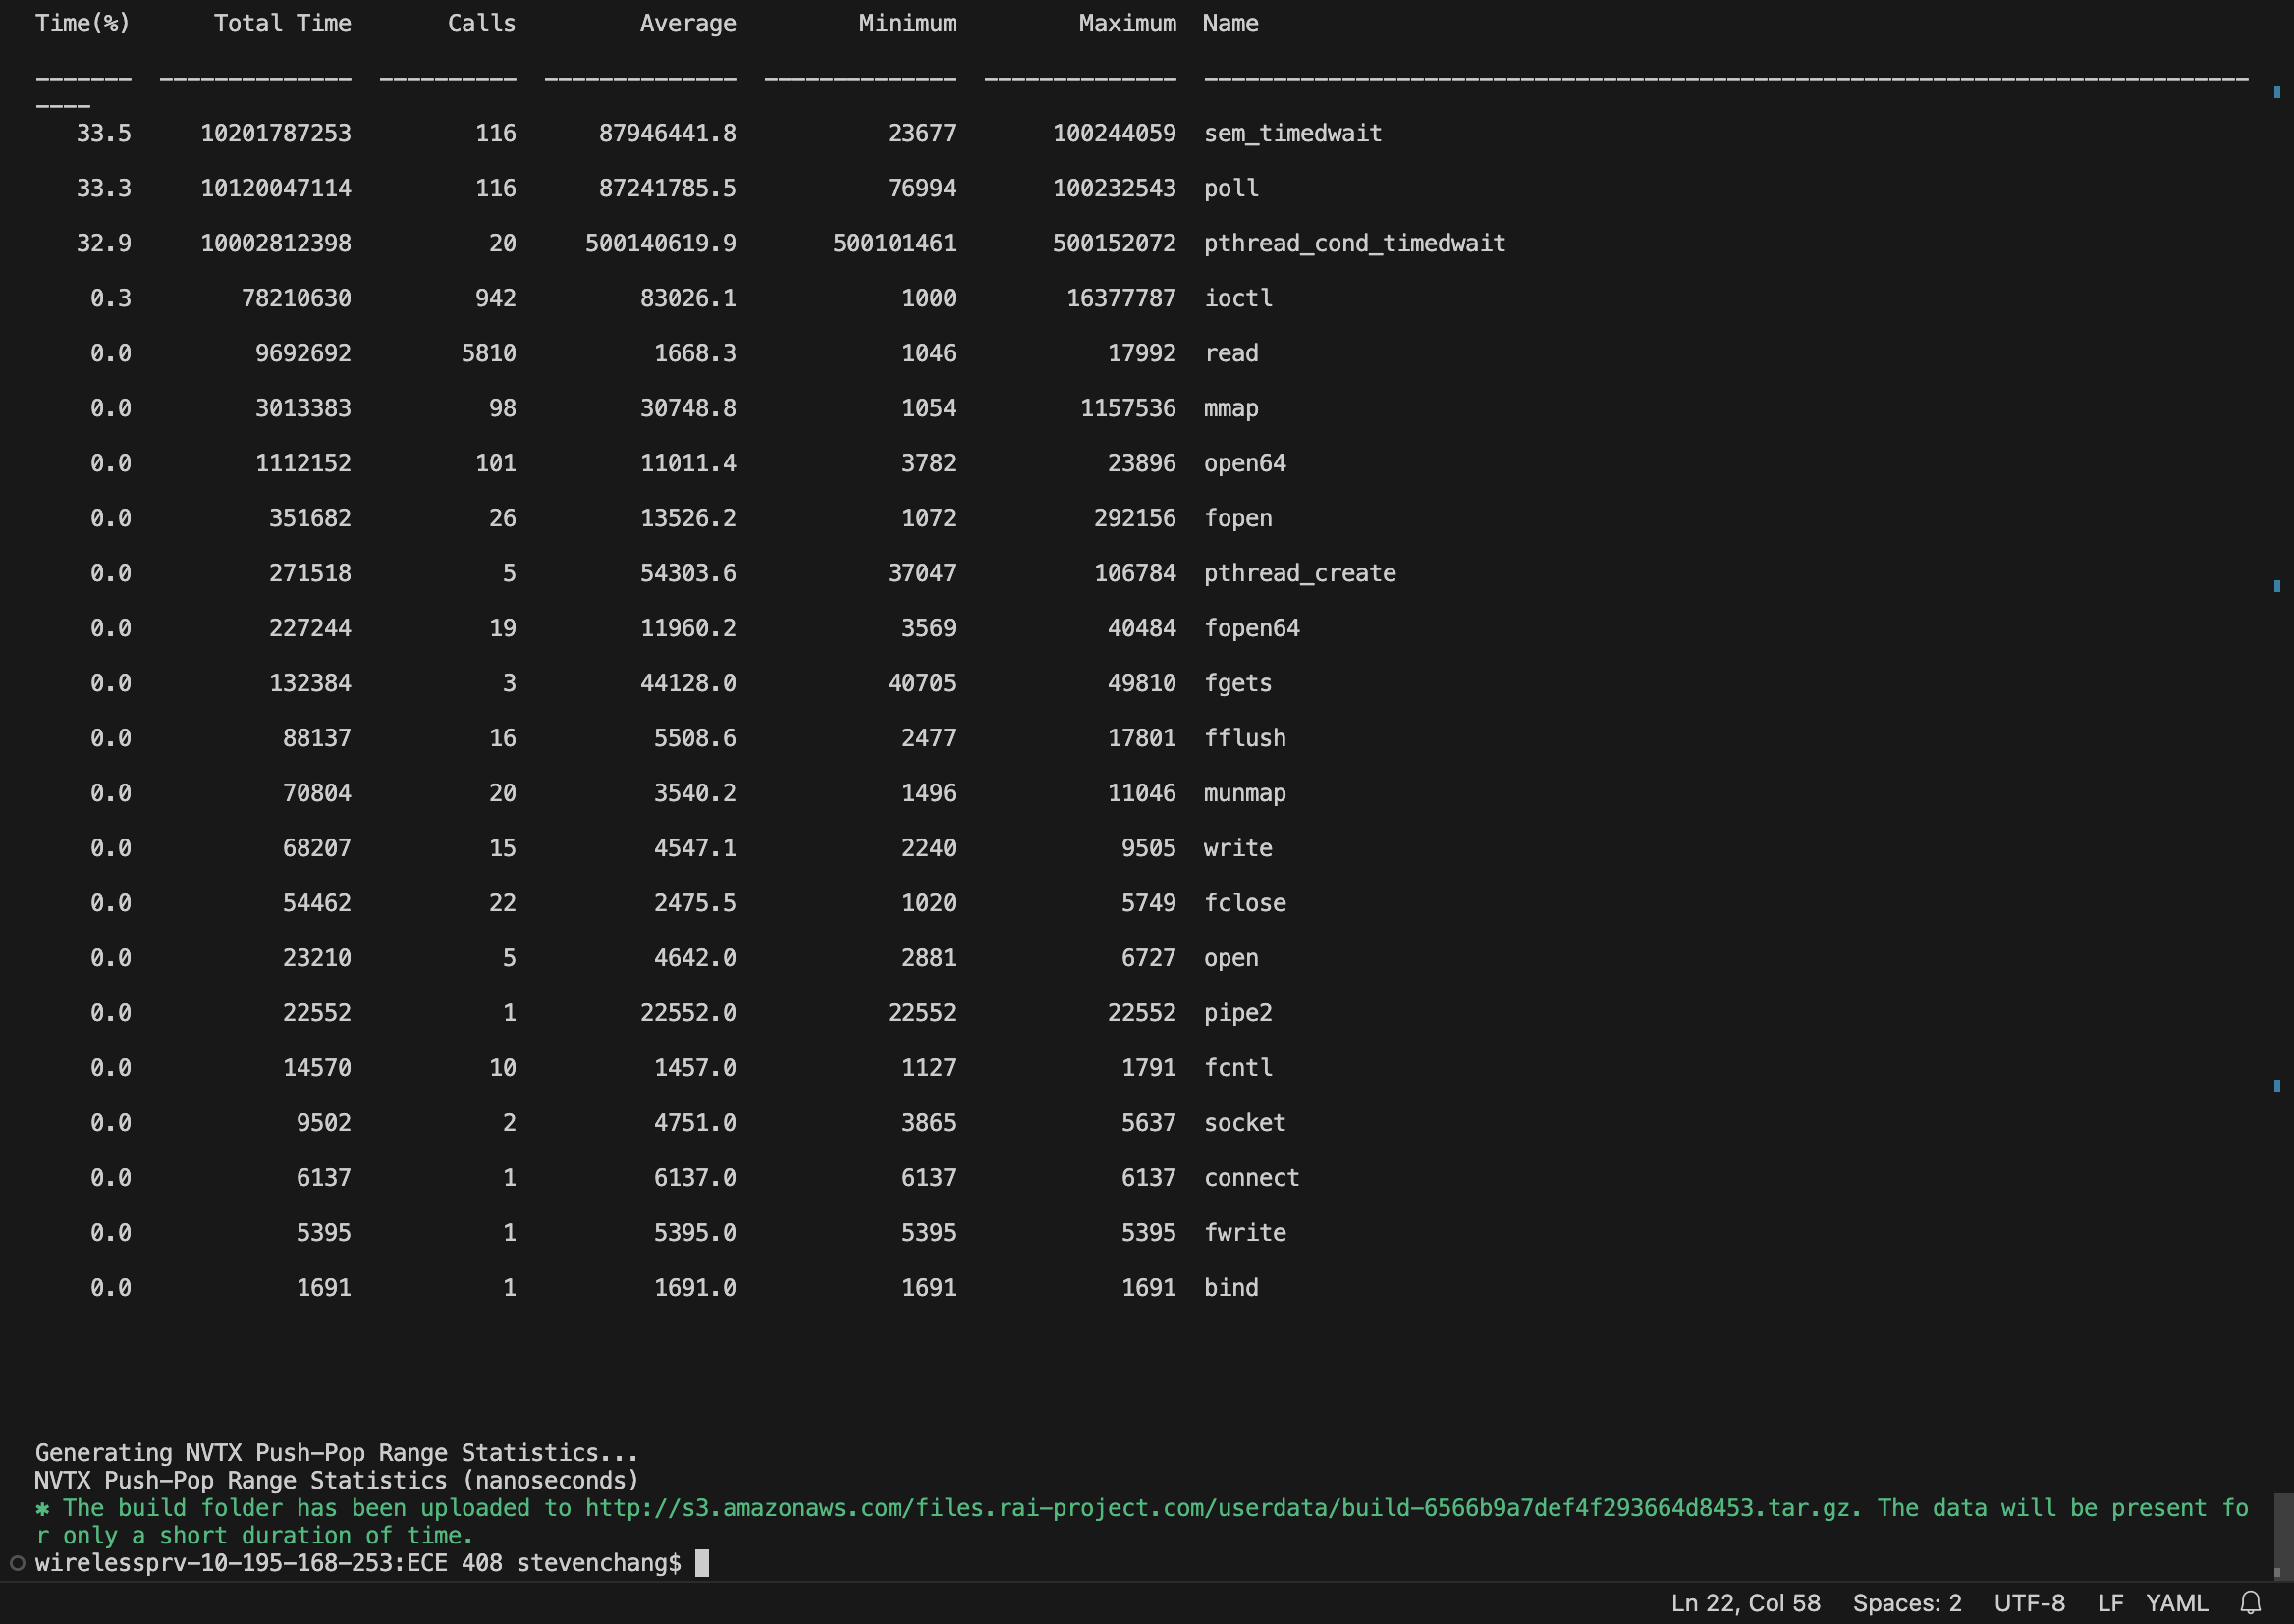 Time(%) Total Time Calls Average Minimum Maximum Name
------- -------------- ---------- -------------- -------------- -------------- ----------------------------------------------------------------------------
----
33.5 10201787253 116 87946441.8 23677 100244059 sem_timedwait
33.3 10120047114 116 87241785.5 76994 100232543 poll
32.9 10002812398 20 500140619.9 500101461 500152072 pthread_cond_timedwait
0.3 78210630 942 83026.1 1000 16377787 ioctl
0.0 9692692 5810 1668.3 1046 17992 read
0.0 3013383 98 30748.8 1054 1157536 mmap
0.0 1112152 101 11011.4 3782 23896 open64
0.0 351682 26 13526.2 1072 292156 fopen
0.0 271518 5 54303.6 37047 106784 pthread_create
0.0 227244 19 11960.2 3569 40484 fopen64
0.0 132384 3 44128.0 40705 49810 fgets
0.0 88137 16 5508.6 2477 17801 fflush
0.0 70804 20 3540.2 1496 11046 munmap
0.0 68207 15 4547.1 2240 9505 write
0.0 54462 22 2475.5 1020 5749 fclose
0.0 23210 5 4642.0 2881 6727 open
0.0 22552 1 22552.0 22552 22552 pipe2
0.0 14570 10 1457.0 1127 1791 fcntl
0.0 9502 2 4751.0 3865 5637 socket
0.0 6137 1 6137.0 6137 6137 connect
0.0 5395 1 5395.0 5395 5395 fwrite
0.0 1691 1 1691.0 1691 1691 bind
Generating NVTX Push-Pop Range Statistics...
NVTX Push-Pop Range Statistics (nanoseconds)
✱ The build folder has been uploaded to http://s3.amazonaws.com/files.rai-project.com/userdata/build-6566b9a7def4f293664d8453.tar.gz. The data will be present fo
r only a short duration of time.
wirelessprv-10-195-168-253:ECE 408 stevenchang$
Ln 22, Col 58 Spaces: 2 UTF-8 LF YAML